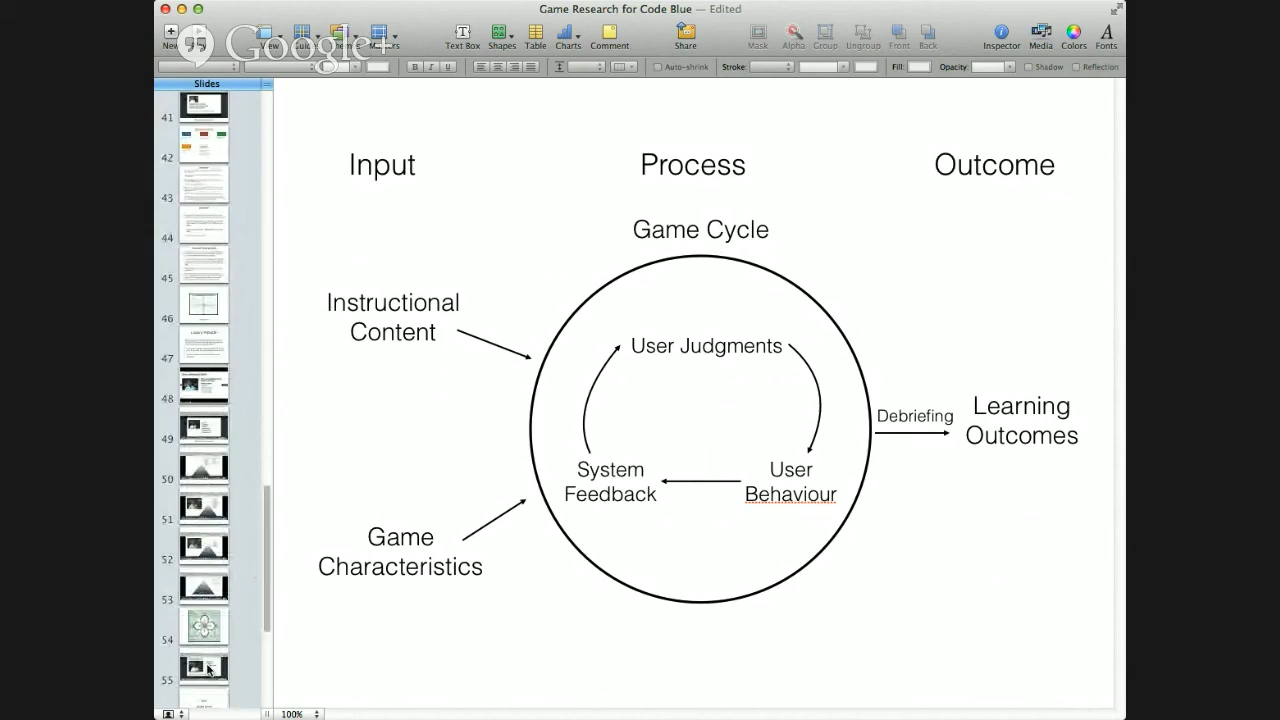 Game Research for Code Blue — Edited
Google+
New
View
Text Box
Shapes
Table
Charts
Comment
Share
Mask
Alpha
Group
Ungroup
Front
Back
Inspector
Media
Colors
Fonts
B I U
Auto-shrink
Stroke:
Fill:
Opacity:
Shadow
Reflection
Slides
41
42
43
44
45
46
47
48
49
50
51
52
53
54
55
Input
Process
Outcome
Game Cycle
Instructional
Content
User Judgments
Debriefing
Learning
Outcomes
System
Feedback
User
Behaviour
Game
Characteristics
100%